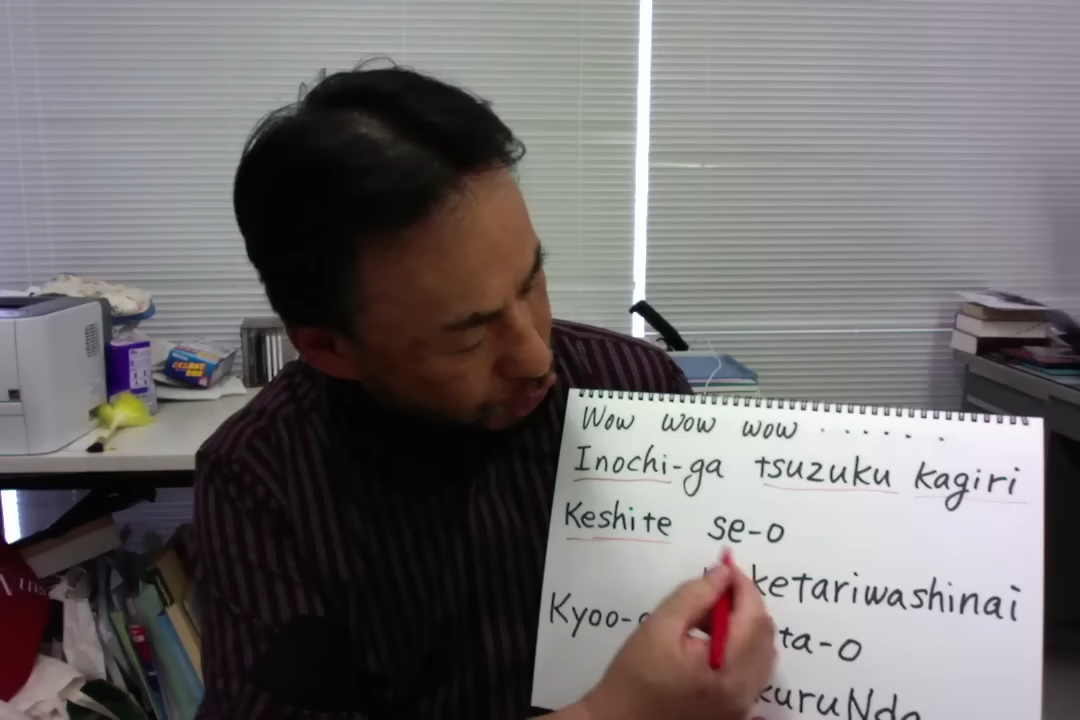 Wow wow wow . . . . . .
Inochi-ga tsuzuku kagiri
Keshite se-o
ketariwashinai
Kyoo- ta-o
kuruNda